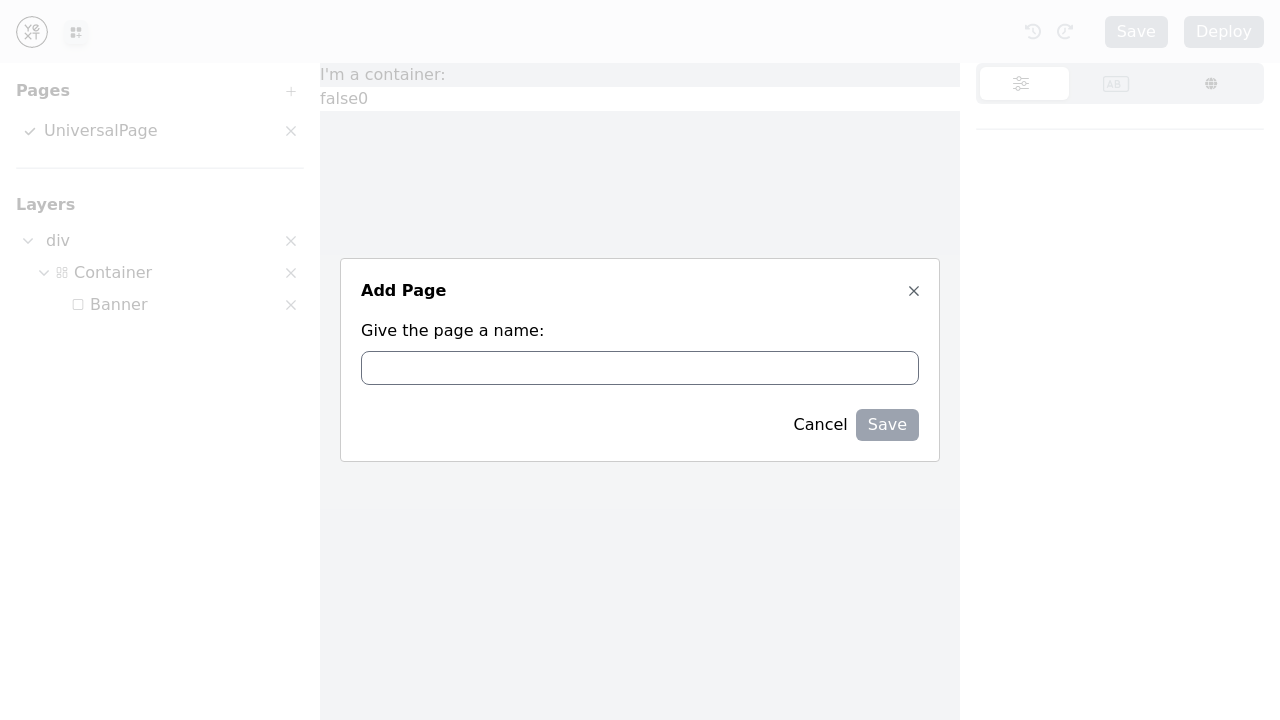 YEXT
Save
Deploy
Pages
UniversalPage
Layers
div
Container
Banner
I'm a container:
false0
AB
Add Page
Give the page a name:
Cancel
Save